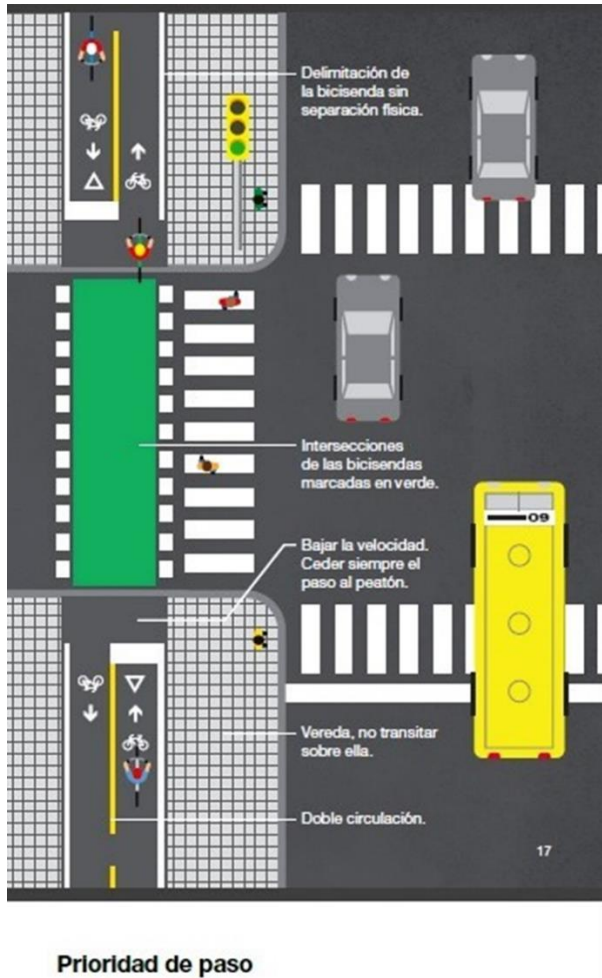 Delimitación de
la bicisenda sin
separación física.
Intersecciones
de las bicisendas
marcadas en verde.
09
Bajar la velocidad.
Ceder siempre el
paso al peatón.
Vereda, no transitar
sobre ella.
Doble circulación.
17
Prioridad de paso